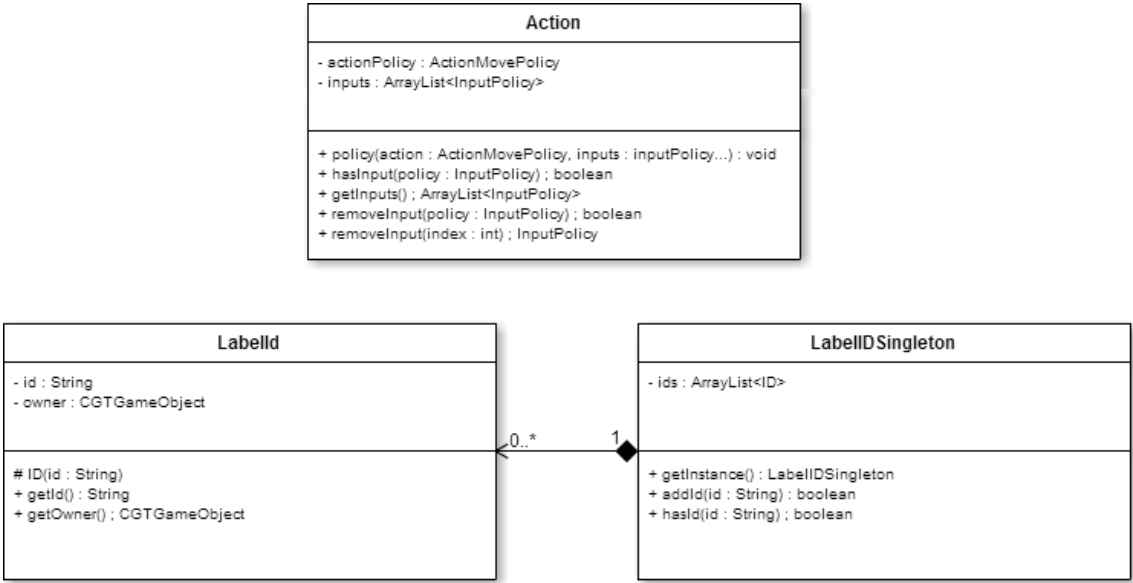 Action
- actionPolicy : ActionMovePolicy
- inputs : ArrayList<InputPolicy>
+ policy(action : ActionMovePolicy, inputs : inputPolicy...) : void
+ hasInput(policy : InputPolicy) ; boolean
+ getInputs() ; ArrayList<InputPolicy>
+ removeInput(policy : InputPolicy) ; boolean
+ removeInput(index : int) ; InputPolicy
LabelId
- id : String
- owner : CGTGameObject
# ID(id : String)
+ getId() : String
+ getOwner() ; CGTGameObject
0..*
1
LabelIDSingleton
- ids : ArrayList<ID>
+ getInstance() : LabelIDSingleton
+ addId(id : String) : boolean
+ hasId(id : String) ; boolean